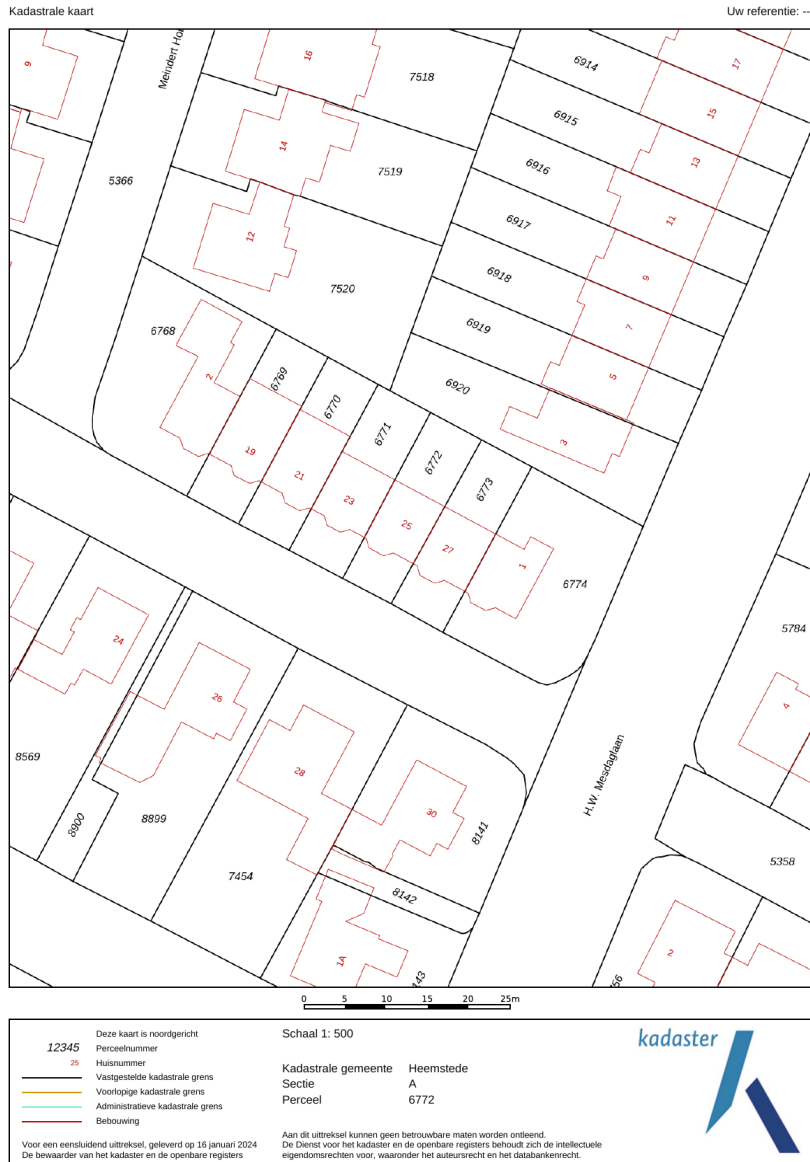 Kadastrale kaart
Uw referentie: --
9
Meindert
16
7518
6914
17
6915
15
14
7519
6916
13
5366
6917
11
12
7520
6918
9
6768
6919
7
6769
6920
5
2
6770
3
6771
6772
6773
19
21
23
25
27
1
6774
24
5784
26
4
8569
28
H.W. Mesdaglaan
30
8141
8900
8899
7454
5358
8142
1A
2
0 5 10 15 20 25m
Deze kaart is noordgericht
12345 Perceelnummer
25 Huisnummer
Vastgestelde kadastrale grens
Voorlopige kadastrale grens
Administratieve kadastrale grens
Bebouwing
Voor een eensluidend uittreksel, geleverd op 16 januari 2024
De bewaarder van het kadaster en de openbare registers
Schaal 1: 500
Kadastrale gemeente Heemstede
Sectie A
Perceel 6772
Aan dit uittreksel kunnen geen betrouwbare maten worden ontleend.
De Dienst voor het kadaster en de openbare registers behoudt zich de intellectuele
eigendomsrechten voor, waaronder het auteursrecht en het databankenrecht.
kadaster